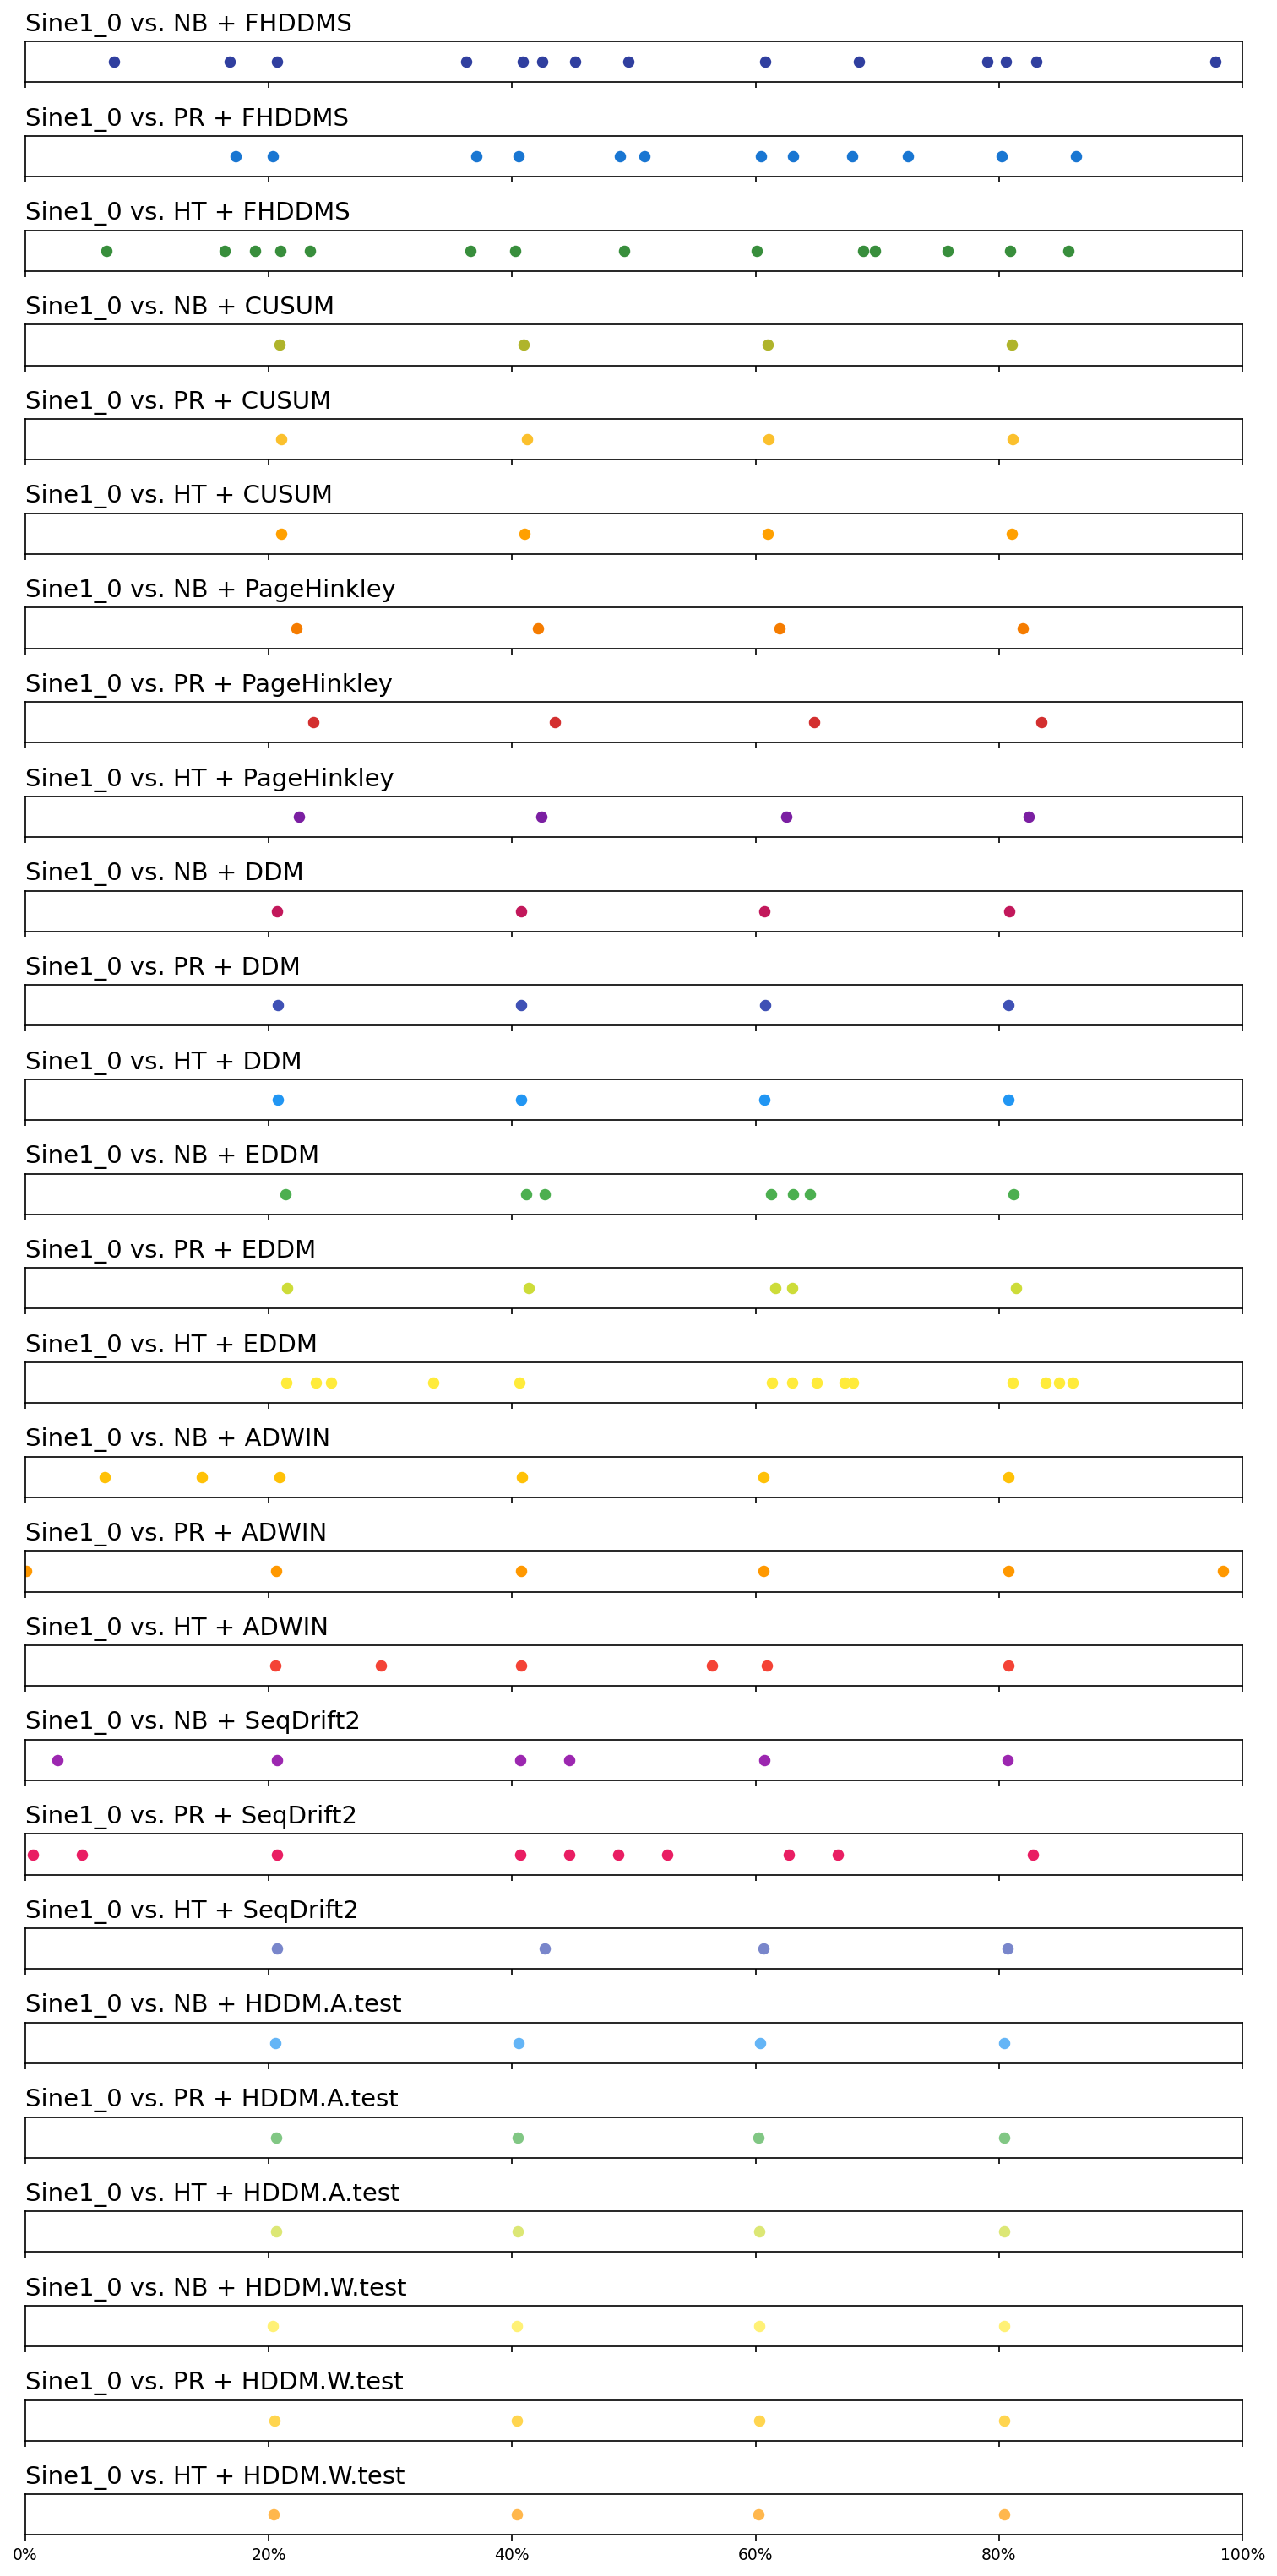 Sine1_0 vs. NB + FHDDMS
Sine1_0 vs. PR + FHDDMS
Sine1_0 vs. HT + FHDDMS
Sine1_0 vs. NB + CUSUM
Sine1_0 vs. PR + CUSUM
Sine1_0 vs. HT + CUSUM
Sine1_0 vs. NB + PageHinkley
Sine1_0 vs. PR + PageHinkley
Sine1_0 vs. HT + PageHinkley
Sine1_0 vs. NB + DDM
Sine1_0 vs. PR + DDM
Sine1_0 vs. HT + DDM
Sine1_0 vs. NB + EDDM
Sine1_0 vs. PR + EDDM
Sine1_0 vs. HT + EDDM
Sine1_0 vs. NB + ADWIN
Sine1_0 vs. PR + ADWIN
Sine1_0 vs. HT + ADWIN
Sine1_0 vs. NB + SeqDrift2
Sine1_0 vs. PR + SeqDrift2
Sine1_0 vs. HT + SeqDrift2
Sine1_0 vs. NB + HDDM.A.test
Sine1_0 vs. PR + HDDM.A.test
Sine1_0 vs. HT + HDDM.A.test
Sine1_0 vs. NB + HDDM.W.test
Sine1_0 vs. PR + HDDM.W.test
Sine1_0 vs. HT + HDDM.W.test
0% 20% 40% 60% 80% 100%